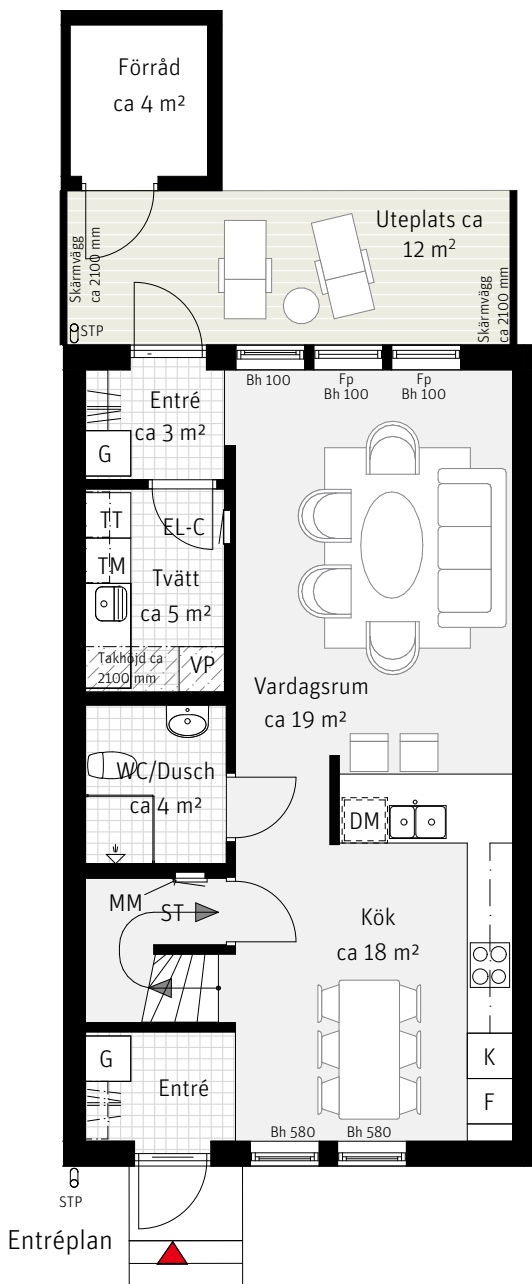 Förråd
ca 4 m²
Uteplats ca
12 m²
Skärmvägg
ca 2100 mm
Skärmvägg
ca 2100 mm
STP
Bh 100
Fp
Bh 100
Fp
Bh 100
Entré
ca 3 m²
G
TT
EL-C
TM
Tvätt
ca 5 m²
Takhöjd ca
2100 mm
VP
Vardagsrum
ca 19 m²
WC/Dusch
ca 4 m²
DM
MM
ST
Kök
ca 18 m²
G
Entré
K
F
Bh 580
Bh 580
STP
Entréplan